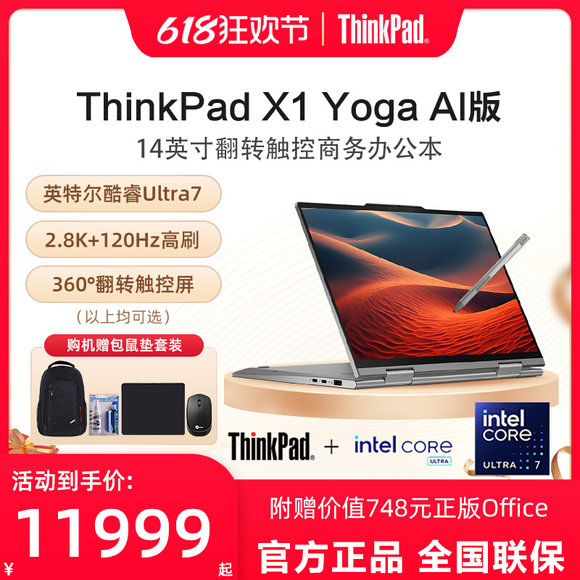 618狂欢节 ThinkPad.
ThinkPad X1 Yoga AI版
14英寸翻转触控商务办公本
英特尔酷睿Ultra7
2.8K+120Hz高刷
360°翻转触控屏
(以上均可选)
购机赠包鼠垫套装
ThinkPad. + intel CORE
ULTRA
intel
CORE
ULTRA 7
活动到手价:
¥11999起
附赠价值748元正版Office
官方正品 全国联保